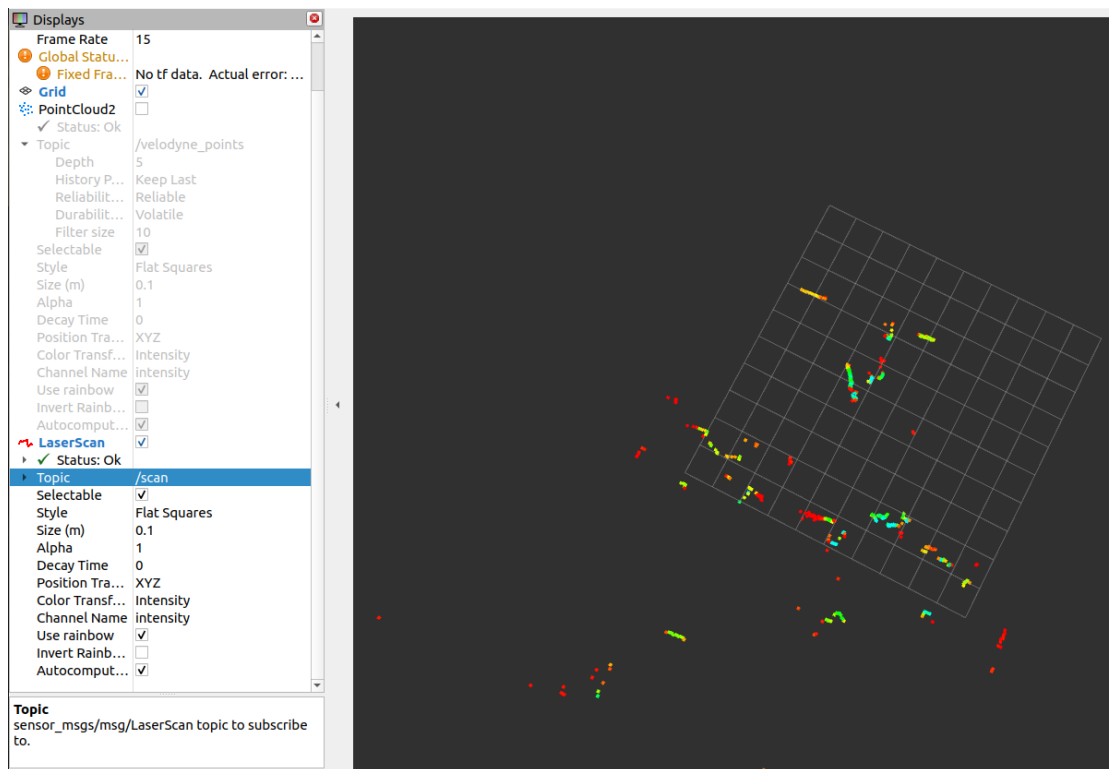 Displays
Frame Rate 15
Global Statu...
Fixed Fra... No tf data. Actual error: ...
Grid
PointCloud2
Status: Ok
Topic /velodyne_points
Depth 5
History P... Keep Last
Reliabilit... Reliable
Durabilit... Volatile
Filter size 10
Selectable
Style Flat Squares
Size (m) 0.1
Alpha 1
Decay Time 0
Position Tra... XYZ
Color Transf... Intensity
Channel Name intensity
Use rainbow
Invert Rainb...
Autocomput...
LaserScan
Status: Ok
Topic /scan
Selectable
Style Flat Squares
Size (m) 0.1
Alpha 1
Decay Time 0
Position Tra... XYZ
Color Transf... Intensity
Channel Name intensity
Use rainbow
Invert Rainb...
Autocomput...
Topic
sensor_msgs/msg/LaserScan topic to subscribe
to.